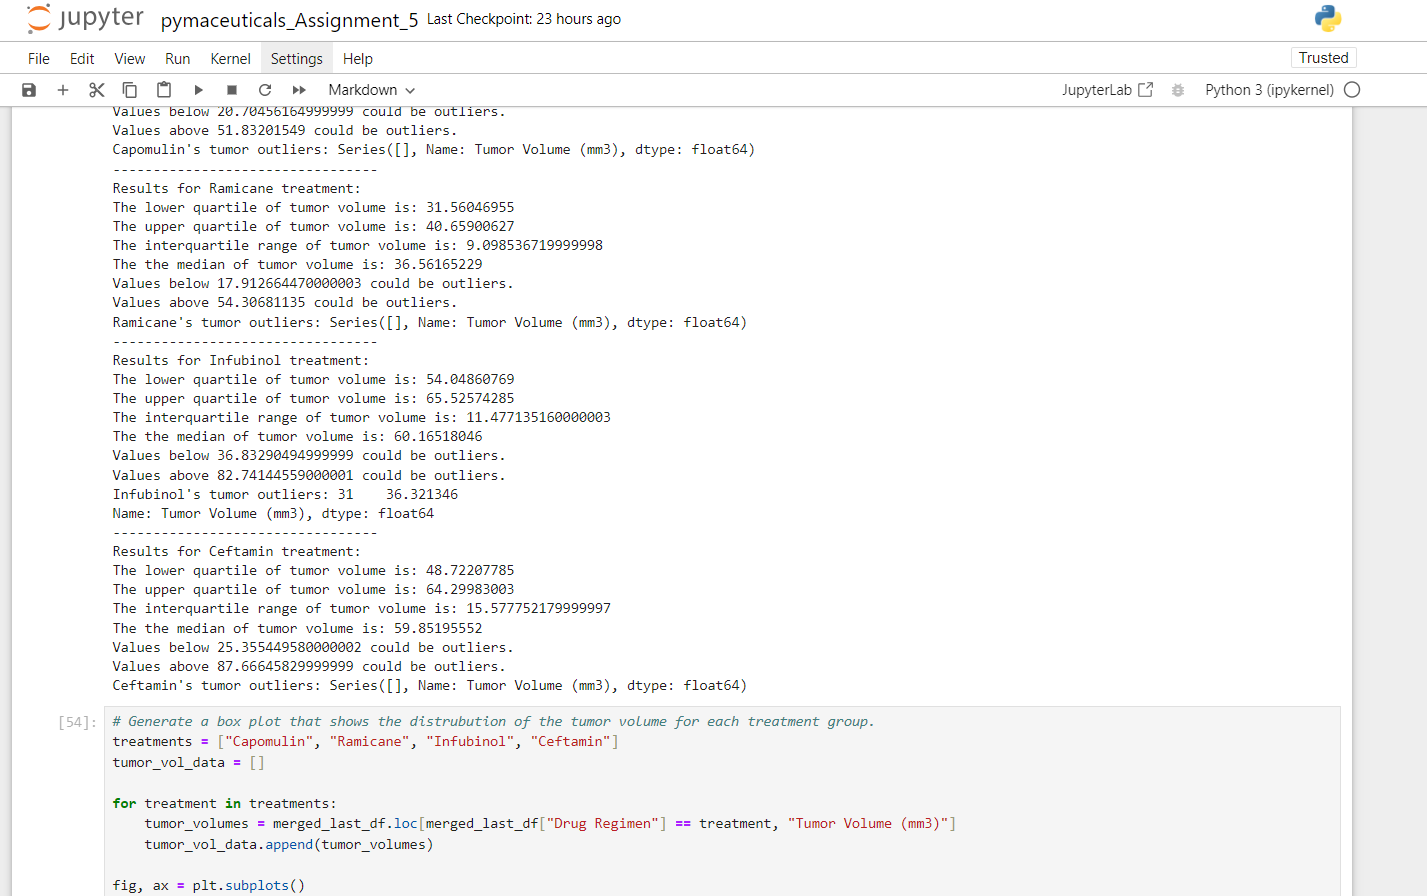 jupyter pymaceuticals_Assignment_5 Last Checkpoint: 23 hours ago
File Edit View Run Kernel Settings Help Trusted
Markdown JupyterLab Python 3 (ipykernel)
Values below 20.70456164999999 could be outliers.
Values above 51.83201549 could be outliers.
Capomulin's tumor outliers: Series([], Name: Tumor Volume (mm3), dtype: float64)
---------------------------------
Results for Ramicane treatment:
The lower quartile of tumor volume is: 31.56046955
The upper quartile of tumor volume is: 40.65900627
The interquartile range of tumor volume is: 9.098536719999998
The the median of tumor volume is: 36.56165229
Values below 17.912664470000003 could be outliers.
Values above 54.30681135 could be outliers.
Ramicane's tumor outliers: Series([], Name: Tumor Volume (mm3), dtype: float64)
---------------------------------
Results for Infubinol treatment:
The lower quartile of tumor volume is: 54.04860769
The upper quartile of tumor volume is: 65.52574285
The interquartile range of tumor volume is: 11.477135160000003
The the median of tumor volume is: 60.16518046
Values below 36.83290494999999 could be outliers.
Values above 82.74144559000001 could be outliers.
Infubinol's tumor outliers: 31    36.321346
Name: Tumor Volume (mm3), dtype: float64
---------------------------------
Results for Ceftamin treatment:
The lower quartile of tumor volume is: 48.72207785
The upper quartile of tumor volume is: 64.29983003
The interquartile range of tumor volume is: 15.577752179999997
The the median of tumor volume is: 59.85195552
Values below 25.355449580000002 could be outliers.
Values above 87.66645829999999 could be outliers.
Ceftamin's tumor outliers: Series([], Name: Tumor Volume (mm3), dtype: float64)
[54]: # Generate a box plot that shows the distrubution of the tumor volume for each treatment group.
treatments = ["Capomulin", "Ramicane", "Infubinol", "Ceftamin"]
tumor_vol_data = []
for treatment in treatments:
    tumor_volumes = merged_last_df.loc[merged_last_df["Drug Regimen"] == treatment, "Tumor Volume (mm3)"]
    tumor_vol_data.append(tumor_volumes)
fig, ax = plt.subplots()